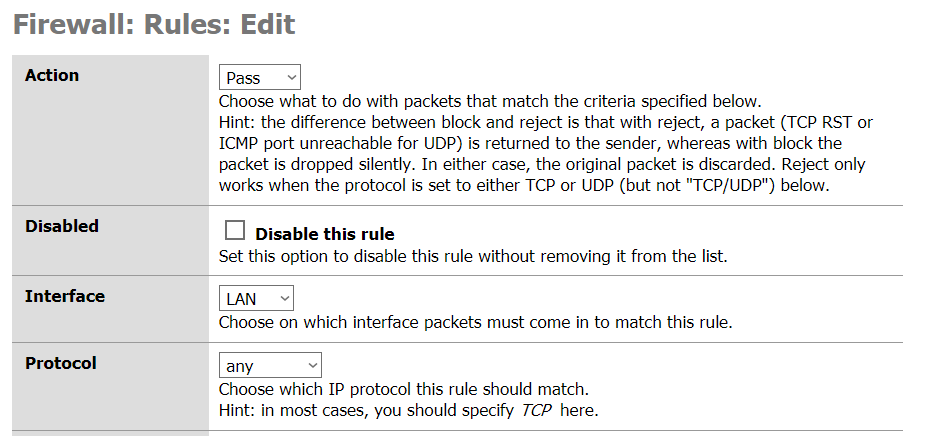 Firewall: Rules: Edit
Action
Pass
Choose what to do with packets that match the criteria specified below.
Hint: the difference between block and reject is that with reject, a packet (TCP RST or
ICMP port unreachable for UDP) is returned to the sender, whereas with block the
packet is dropped silently. In either case, the original packet is discarded. Reject only
works when the protocol is set to either TCP or UDP (but not "TCP/UDP") below.
Disabled
Disable this rule
Set this option to disable this rule without removing it from the list.
Interface
LAN
Choose on which interface packets must come in to match this rule.
Protocol
any
Choose which IP protocol this rule should match.
Hint: in most cases, you should specify TCP here.